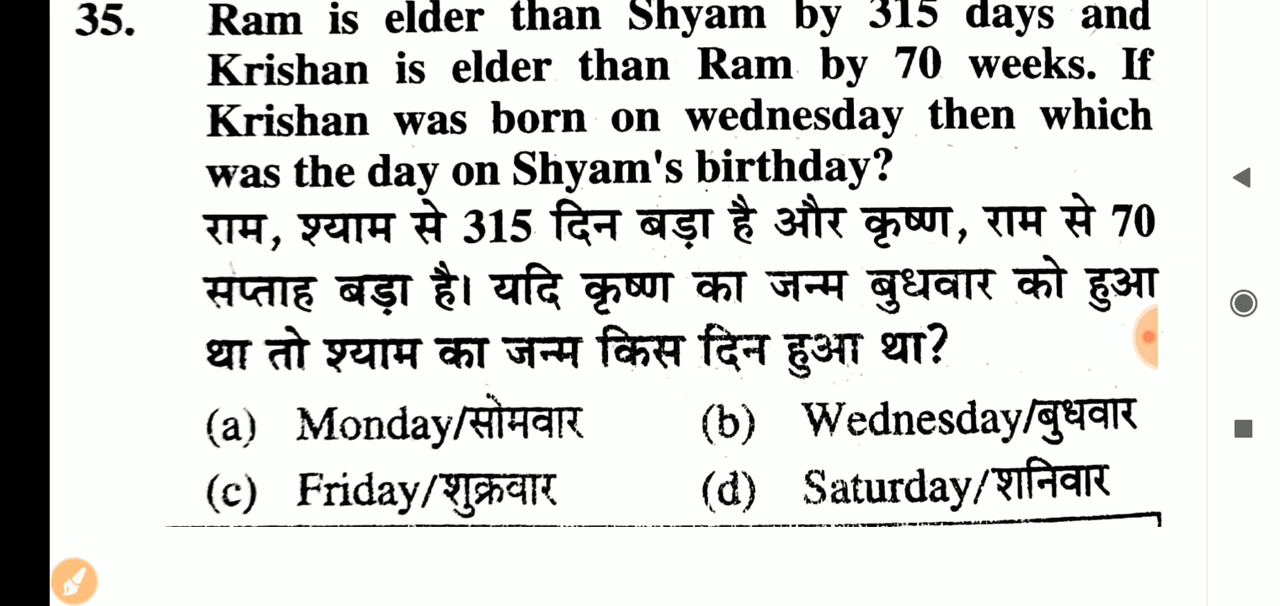 35. Ram is elder than Shyam by 315 days and
Krishan is elder than Ram by 70 weeks. If
Krishan was born on wednesday then which
was the day on Shyam's birthday?
राम, श्याम से 315 दिन बड़ा है और कृष्ण, राम से 70
सप्ताह बड़ा है। यदि कृष्ण का जन्म बुधवार को हुआ
था तो श्याम का जन्म किस दिन हुआ था?
(a) Monday/सोमवार (b) Wednesday/बुधवार
(c) Friday/शुक्रवार (d) Saturday/शनिवार